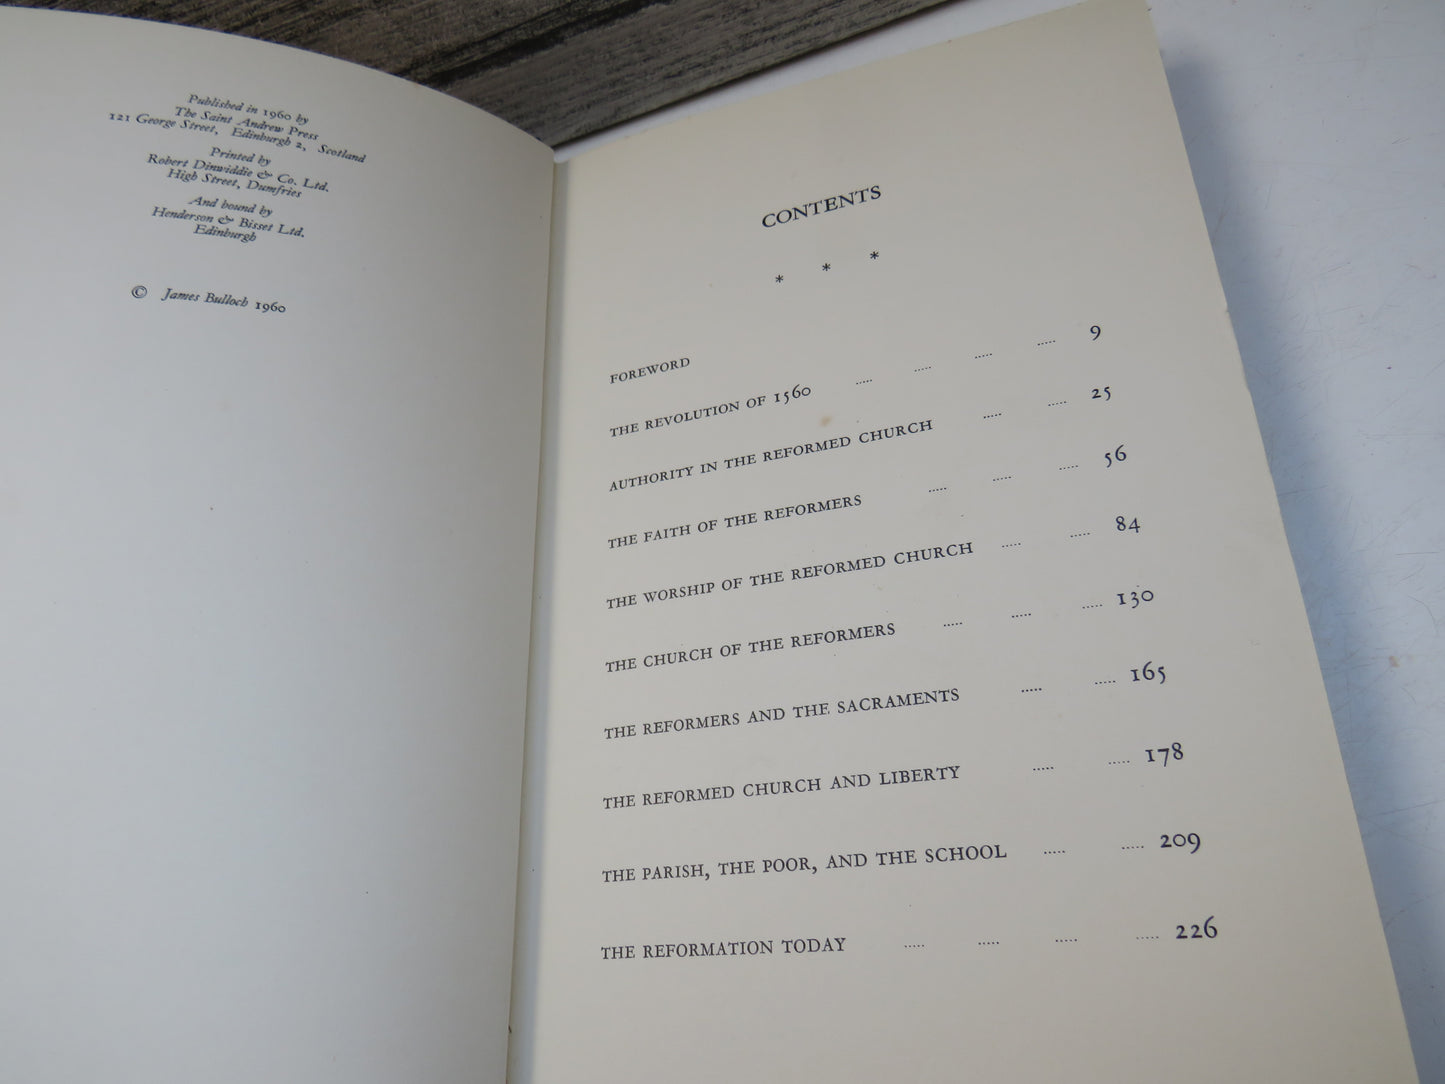 Published in 1960 by
The Saint Andrew Press
121 George Street, Edinburgh 2, Scotland
Printed by
Robert Dinwiddie & Co. Ltd.
High Street, Dumfries
And bound by
Henderson & Bisset Ltd.
Edinburgh
© James Bulloch 1960
CONTENTS
* * *
FOREWORD
THE REVOLUTION OF 1560 ..... ..... ..... ..... 9
AUTHORITY IN THE REFORMED CHURCH ..... ..... 25
THE FAITH OF THE REFORMERS ..... ..... ..... 56
THE WORSHIP OF THE REFORMED CHURCH ..... ..... 84
THE CHURCH OF THE REFORMERS ..... ..... ..... 130
THE REFORMERS AND THE SACRAMENTS ..... ..... 165
THE REFORMED CHURCH AND LIBERTY ..... ..... 178
THE PARISH, THE POOR, AND THE SCHOOL ..... ..... 209
THE REFORMATION TODAY ..... ..... ..... ..... 226